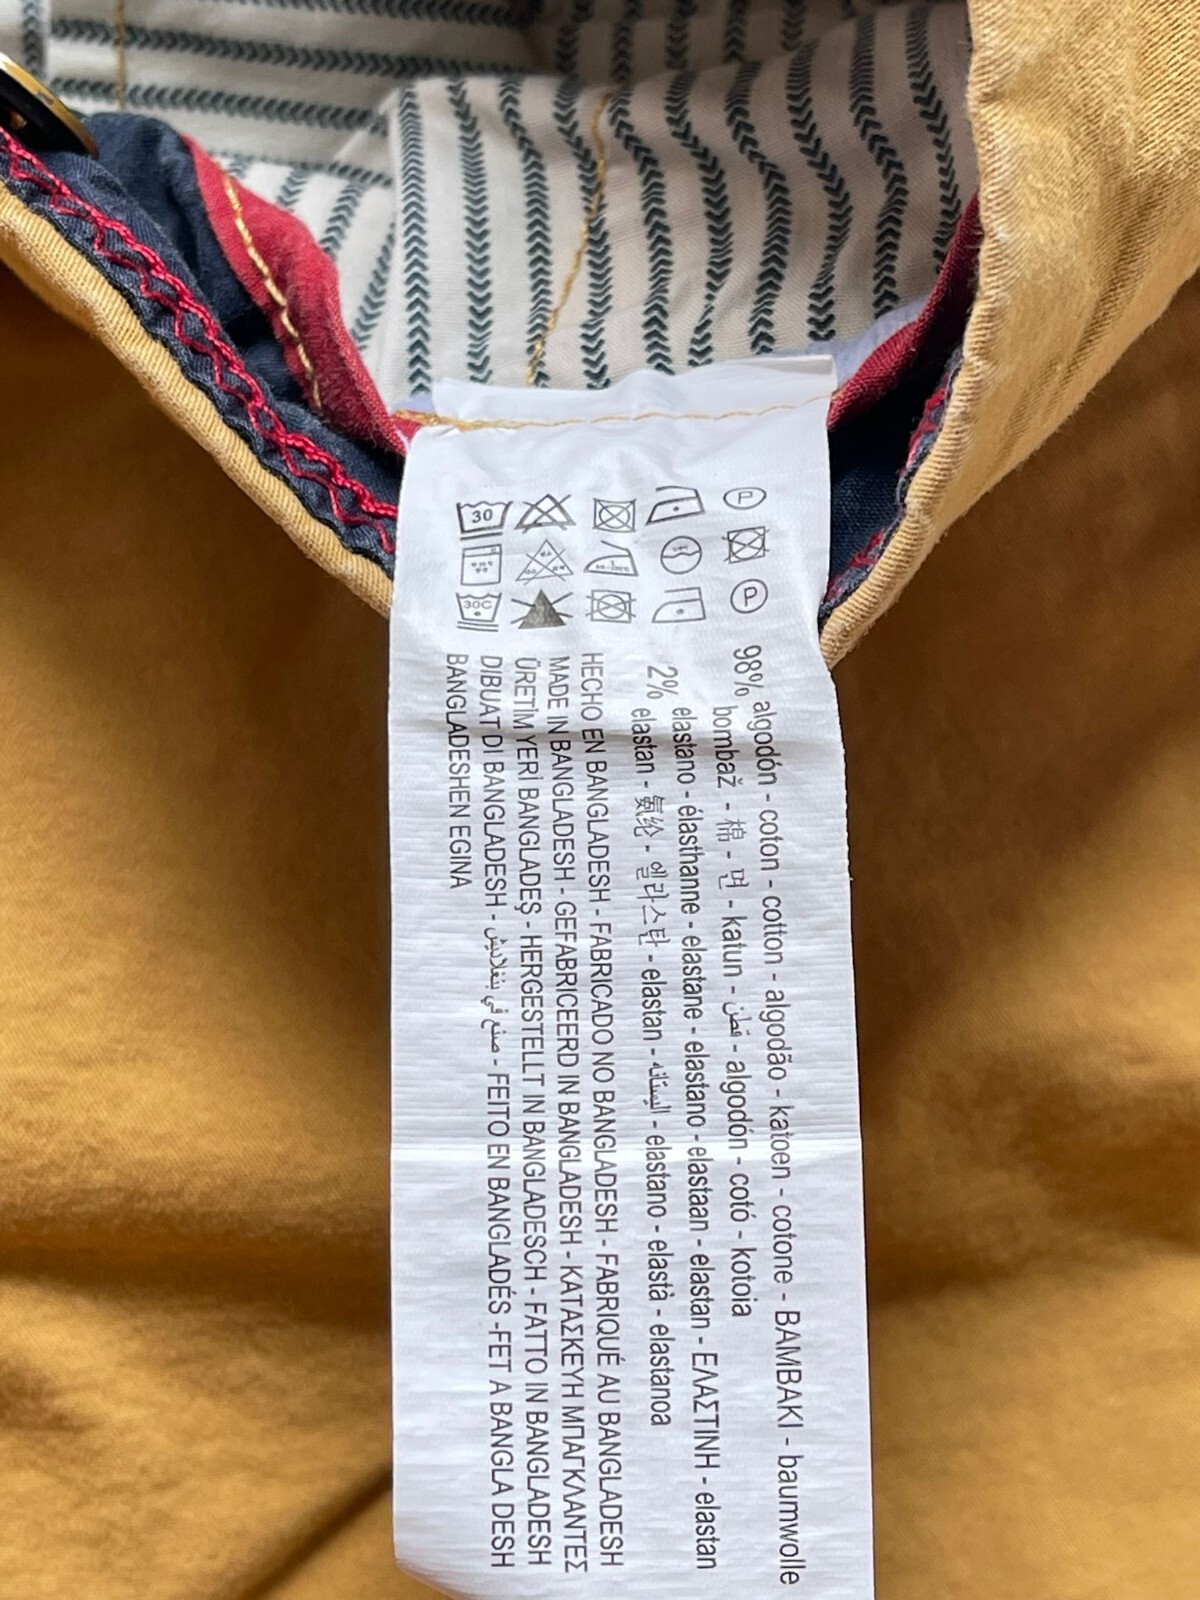 30
30C
P
P
98% algodón - coton - cotton - algodão - katoen - cotone - ΒΑΜΒΑΚΙ - baumwolle
bombaž - 棉 - 면 - katun - قطن - algodón - cotó - kotoia
2% elastano - élasthanne - elastane - elastano - elastaan - elastan - ΕΛΑΣΤΙΝΗ - elastan
elastan - 氨纶 - 엘라스탄 - elastan - اليستانه - elastano - elastà - elastanoa
HECHO EN BANGLADESH - FABRICADO NO BANGLADESH - FABRIQUÉ AU BANGLADESH
MADE IN BANGLADESH - GEFABRICEERD IN BANGLADESH - ΚΑΤΑΣΚΕΥΗ ΜΠΑΓΚΛΑΝΤΕΣ
ÜRETİM YERİ BANGLADEŞ - HERGESTELLT IN BANGLADESCH - FATTO IN BANGLADESH
DIBUAT DI BANGLADESH - صنع في بنغلاديش - FEITO EN BANGLADÉS -FET A BANGLA DESH
BANGLADESHEN EGINA